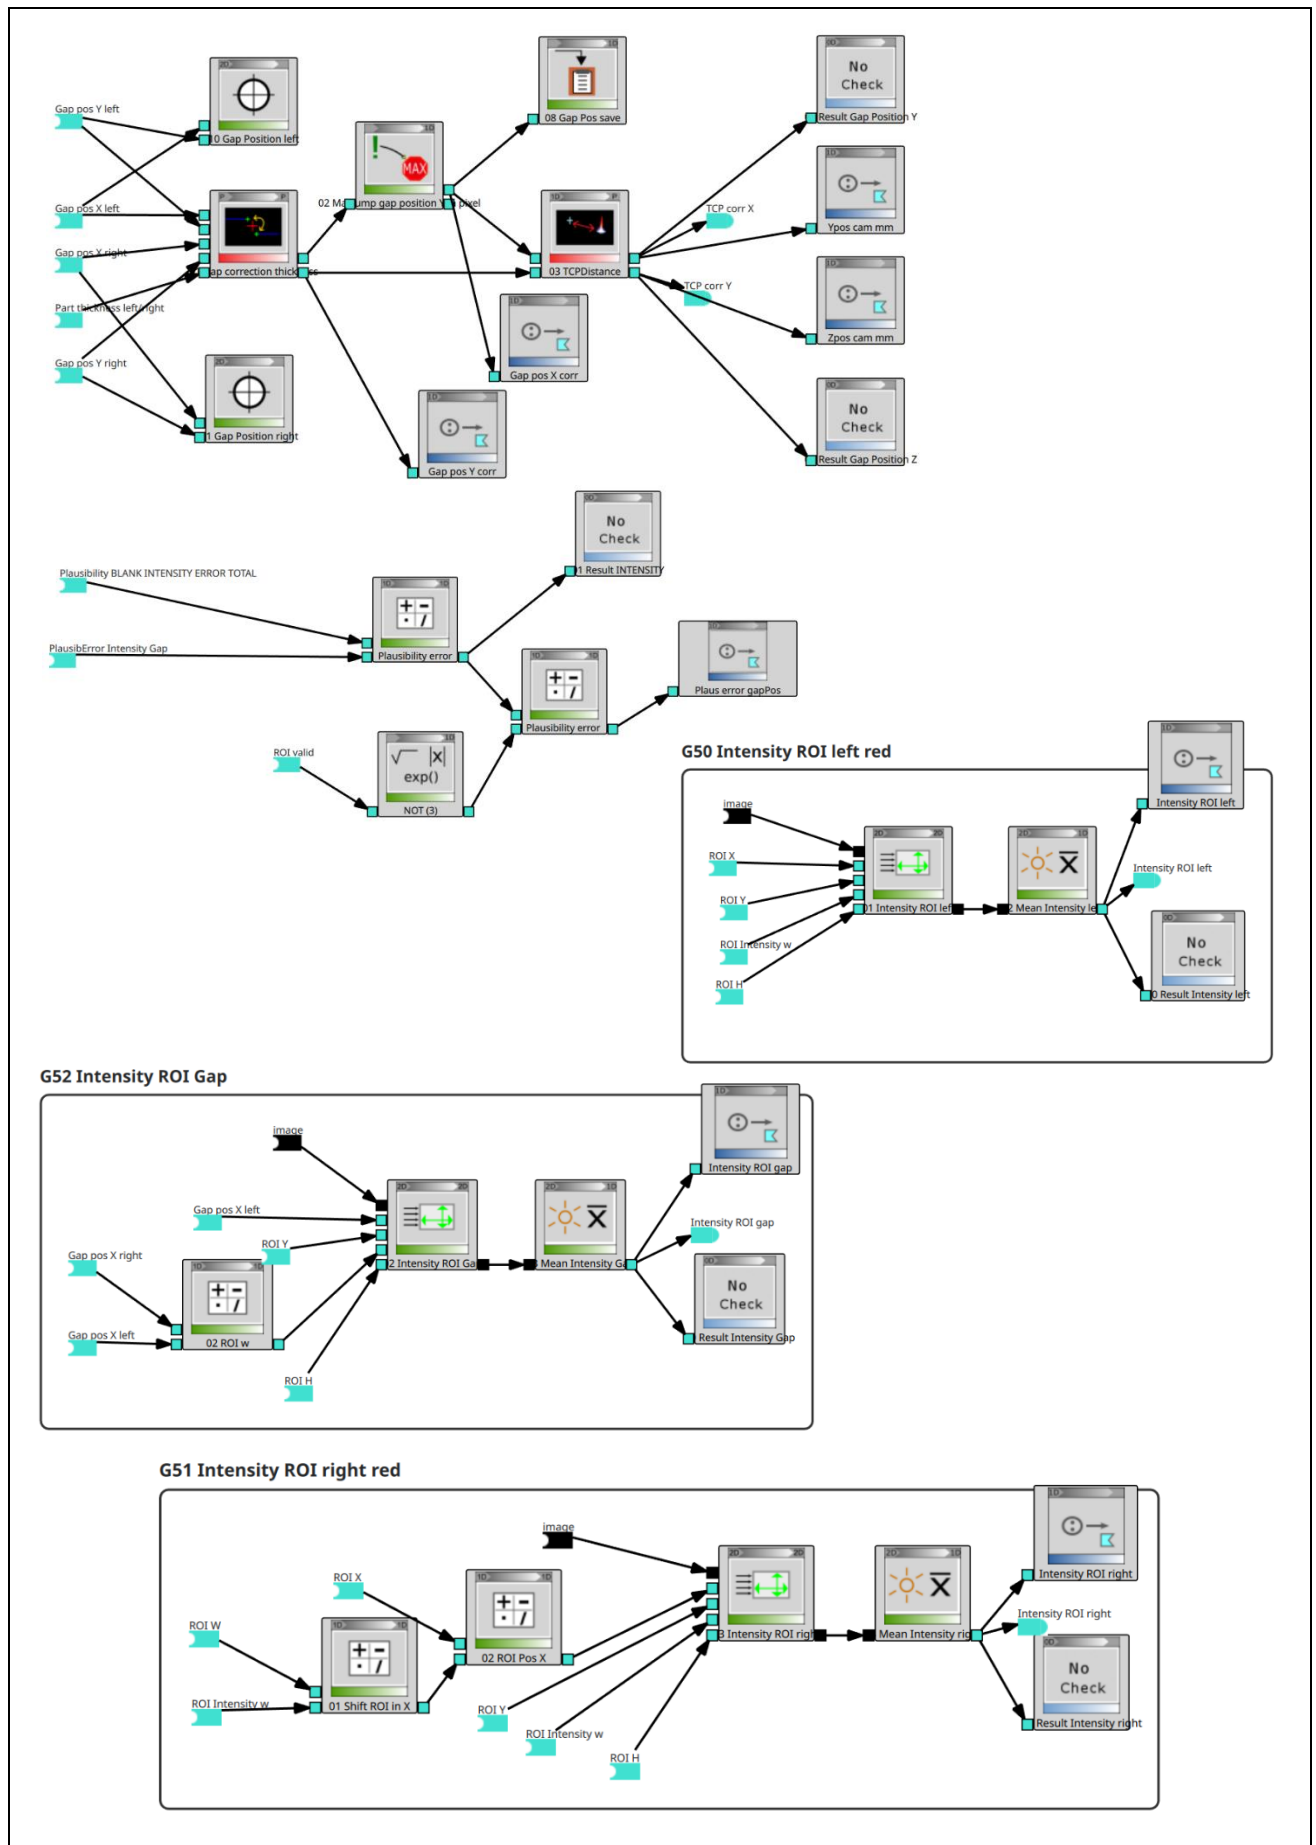 Gap pos Y left
10 Gap Position left
Gap pos X left
Gap pos X right
ap correction thickness
Part thickness left/right
Gap pos Y right
1 Gap Position right
MAX
02 Ma ump gap position Y pixel
08 Gap Pos save
03 TCPDistance
TCP corr X
TCP corr Y
Gap pos X corr
Gap pos Y corr
No
Check
Result Gap Position Y
Ypos cam mm
Zpos cam mm
No
Check
Result Gap Position Z
Plausibility BLANK INTENSITY ERROR TOTAL
PlausibError Intensity Gap
Plausibility error
No
Check
01 Result INTENSITY
Plausibility error
Plaus error gapPos
ROI valid
√ |x|
exp()
NOT (3)
G50 Intensity ROI left red
image
ROI X
ROI Y
ROI Intensity w
ROI H
01 Intensity ROI left
2 Mean Intensity le
Intensity ROI left
Intensity ROI left
No
Check
0 Result Intensity left
G52 Intensity ROI Gap
image
Gap pos X left
ROI Y
Gap pos X right
Gap pos X left
02 ROI w
ROI H
2 Intensity ROI Ga
Mean Intensity Ga
Intensity ROI gap
Intensity ROI gap
No
Check
Result Intensity Gap
G51 Intensity ROI right red
image
ROI X
ROI W
ROI Intensity w
01 Shift ROI in X
02 ROI Pos X
ROI Y
ROI Intensity w
ROI H
3 Intensity ROI righ
Mean Intensity rig
Intensity ROI right
Intensity ROI right
No
Check
Result Intensity right